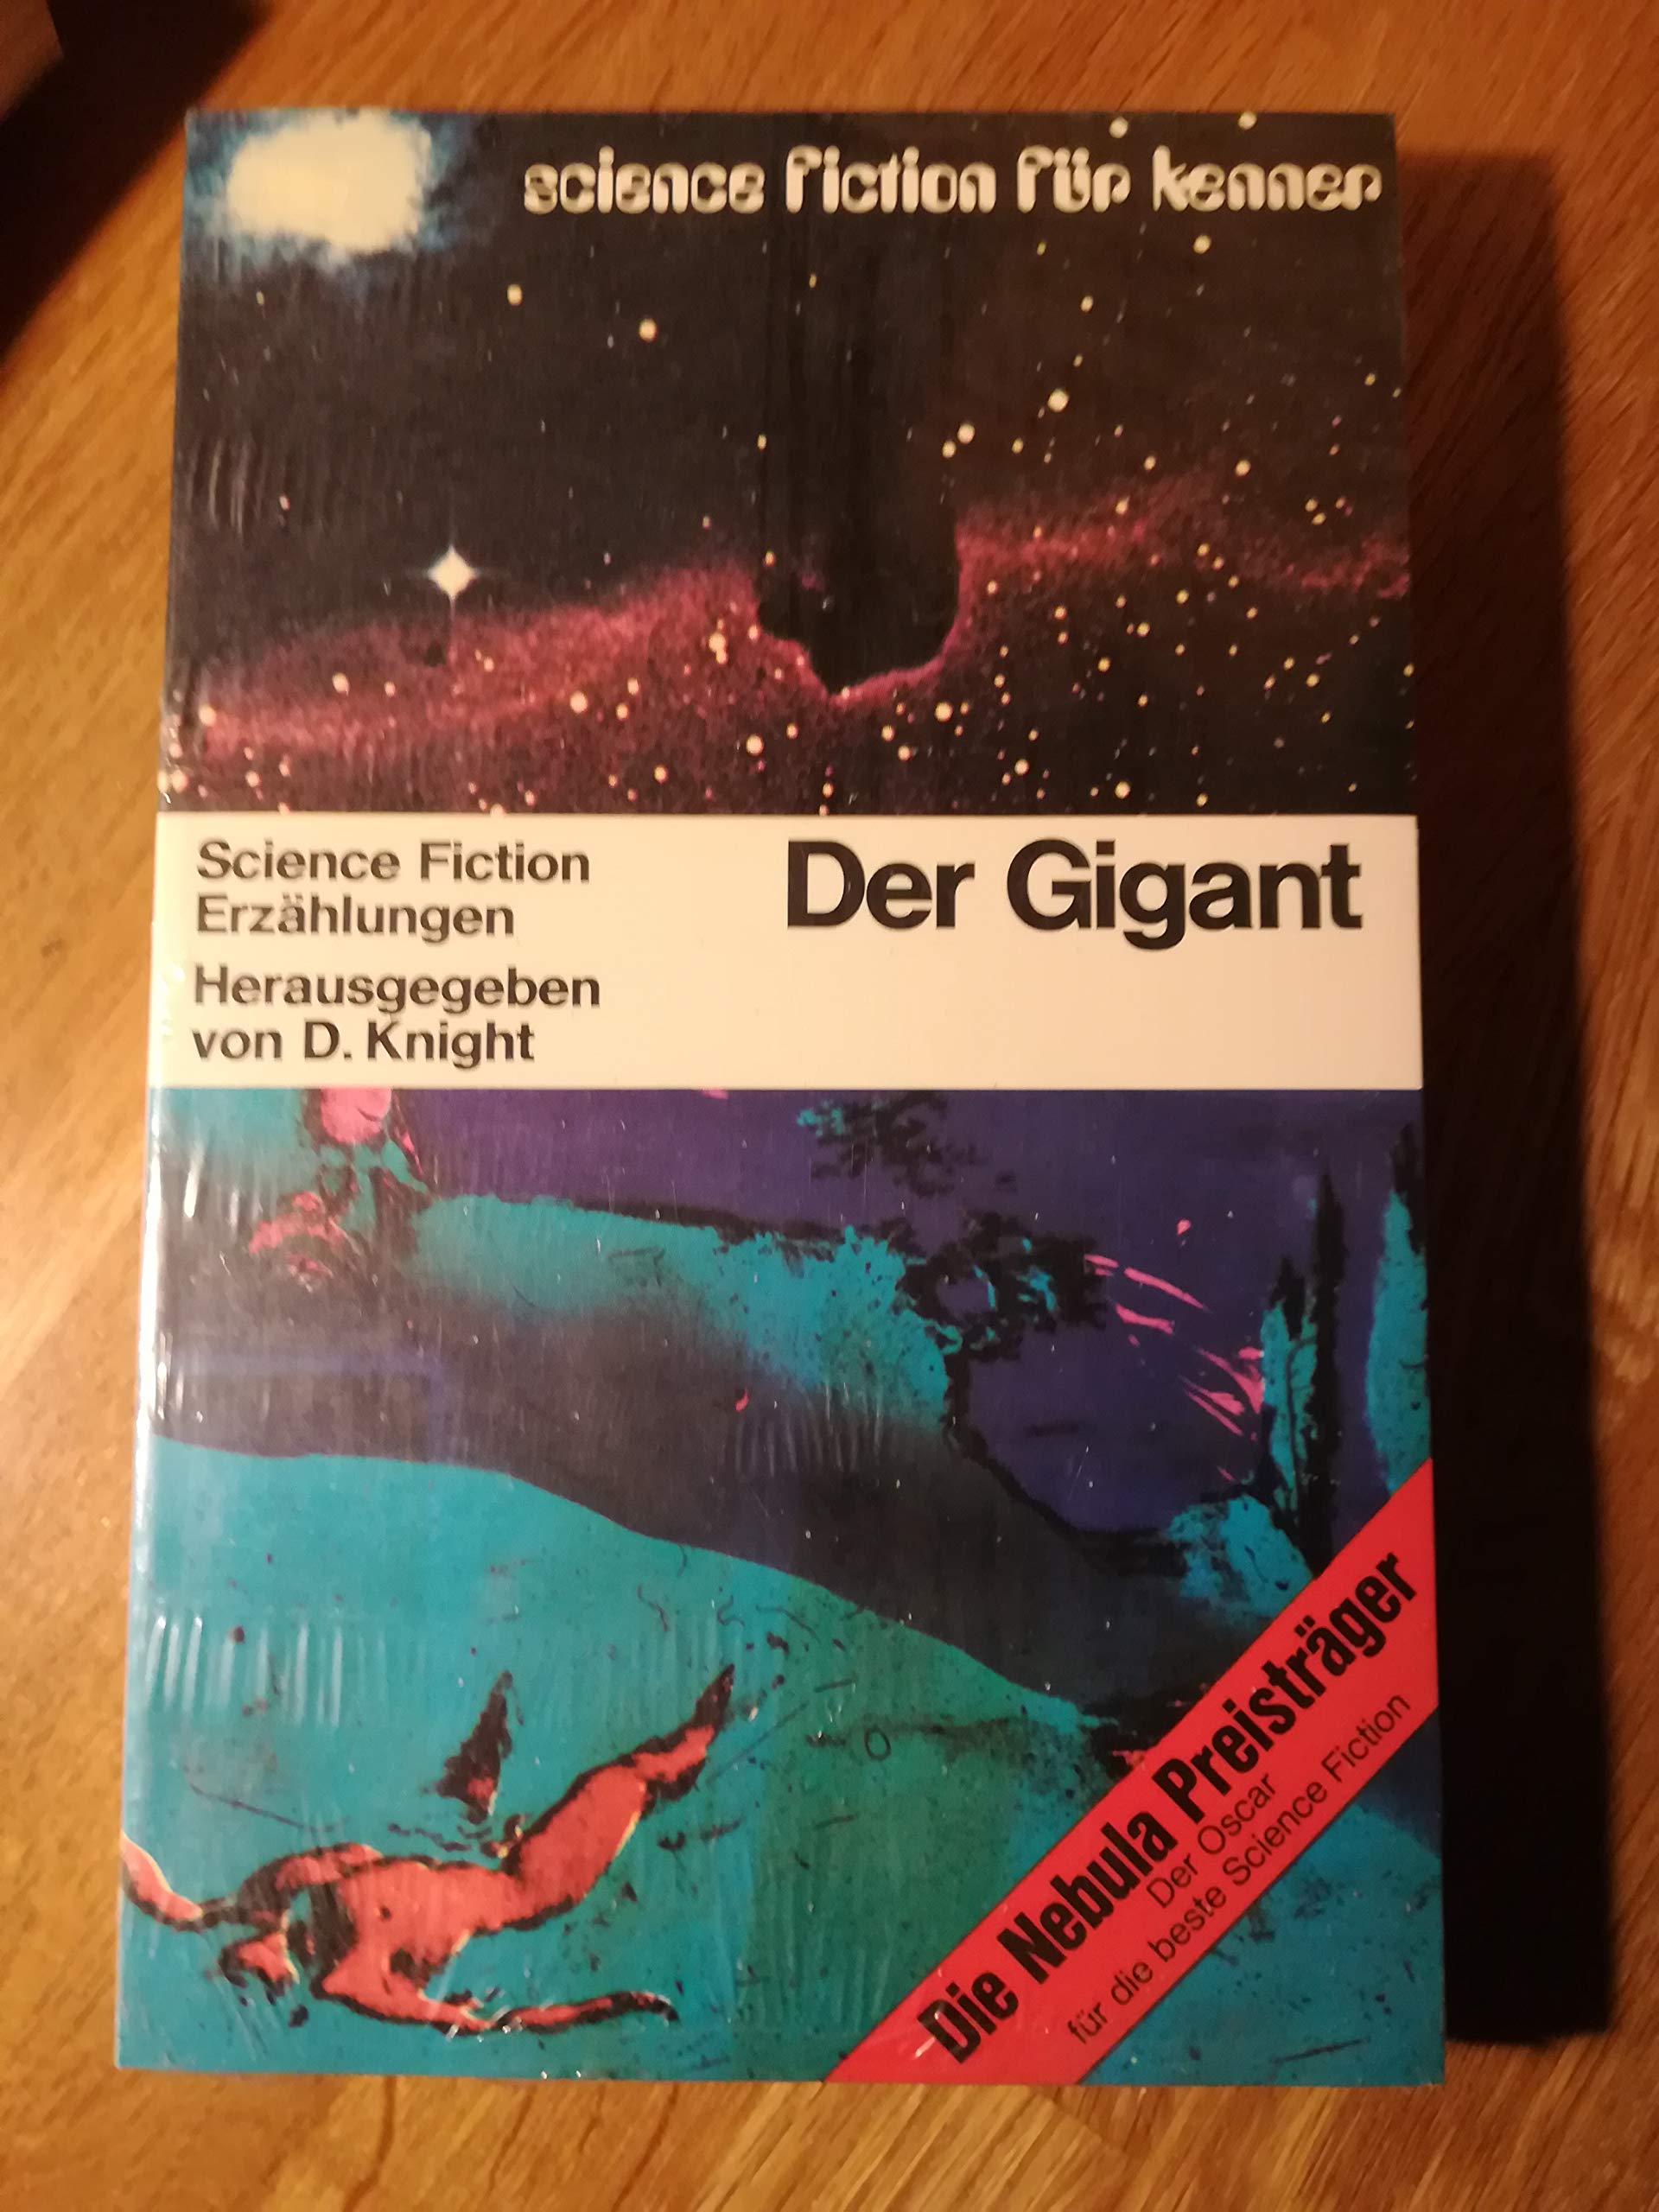 science fiction für kenner
Science Fiction
Erzählungen
Herausgegeben
von D. Knight
Der Gigant
Die Nebula Preisträger
Der Oscar
für die beste Science Fiction